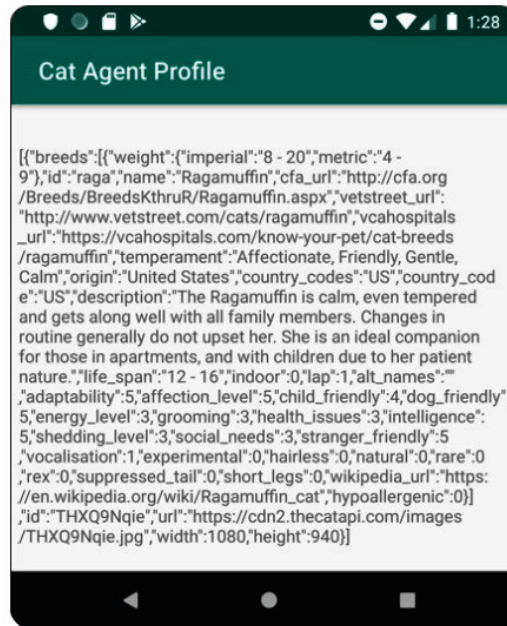 1:28
Cat Agent Profile
[{"breeds":[{"weight":{"imperial":"8 - 20","metric":"4 -
9"},"id":"raga","name":"Ragamuffin","cfa_url":"http://cfa.org
/Breeds/BreedsKthruR/Ragamuffin.aspx","vetstreet_url":
"http://www.vetstreet.com/cats/ragamuffin","vcahospitals
_url":"https://vcahospitals.com/know-your-pet/cat-breeds
/ragamuffin","temperament":"Affectionate, Friendly, Gentle,
Calm","origin":"United States","country_codes":"US","country_cod
e":"US","description":"The Ragamuffin is calm, even tempered
and gets along well with all family members. Changes in
routine generally do not upset her. She is an ideal companion
for those in apartments, and with children due to her patient
nature.","life_span":"12 - 16","indoor":0,"lap":1,"alt_names":""
,"adaptability":5,"affection_level":5,"child_friendly":4,"dog_friendly"
5,"energy_level":3,"grooming":3,"health_issues":3,"intelligence":
5,"shedding_level":3,"social_needs":3,"stranger_friendly":5
,"vocalisation":1,"experimental":0,"hairless":0,"natural":0,"rare":0
,"rex":0,"suppressed_tail":0,"short_legs":0,"wikipedia_url":"https:
//en.wikipedia.org/wiki/Ragamuffin_cat","hypoallergenic":0}]
,"id":"THXQ9Nqie","url":"https://cdn2.thecatapi.com/images
/THXQ9Nqie.jpg","width":1080,"height":940}]